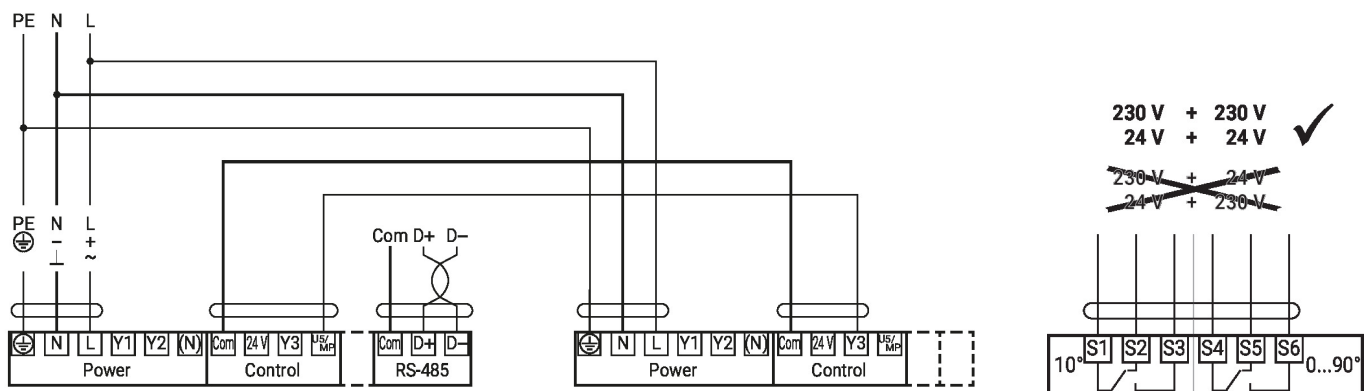 PE N L
230 V + 230 V
24 V + 24 V
230 V + 24 V
24 V + 230 V
PE N L
− +
~
Com D+ D−
N L Y1 Y2 (N) Com 24 V Y3 U5/MP Com D+ D− N L Y1 Y2 (N) Com 24 V Y3 U5/MP
Power Control RS-485 Power Control
S1 S2 S3 S4 S5 S6
10° 0...90°